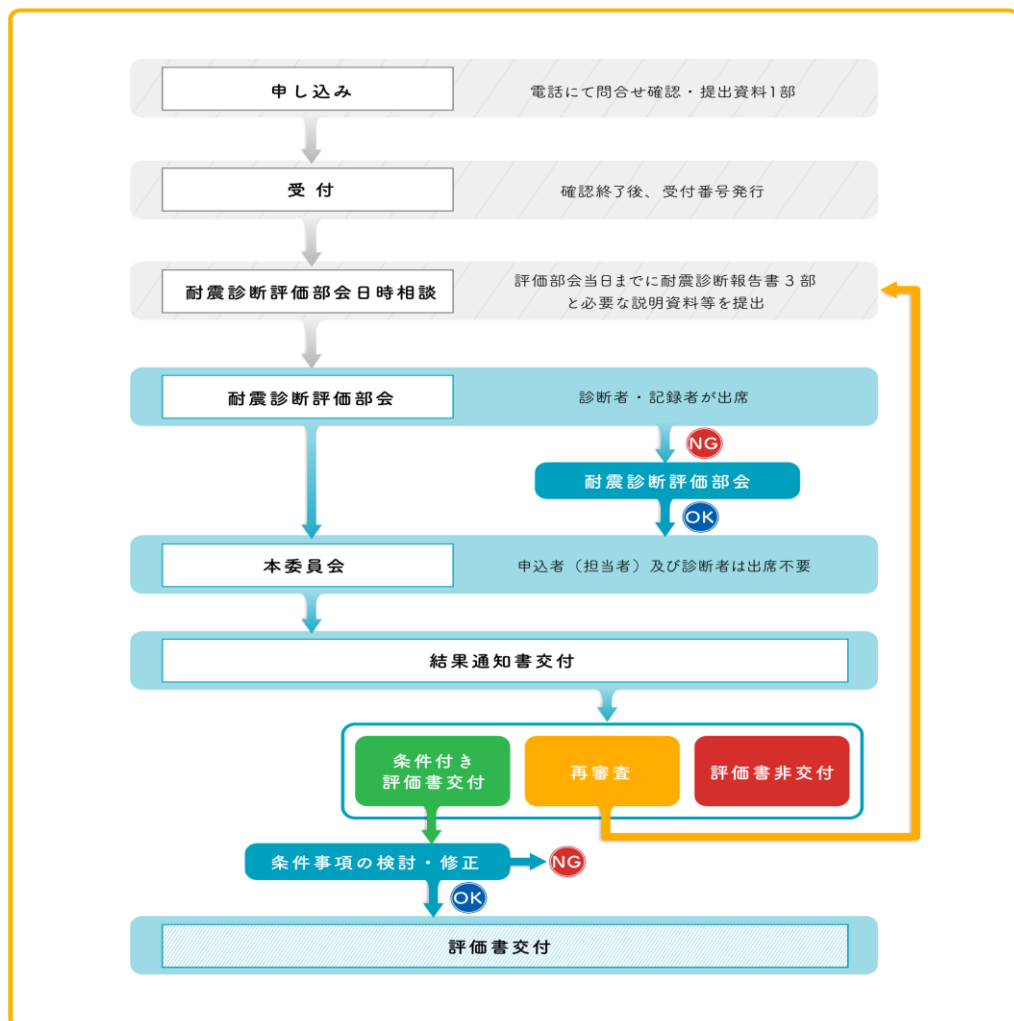 申し込み
電話にて問合せ確認・提出資料1部
受 付
確認終了後、受付番号発行
耐震診断評価部会日時相談
評価部会当日までに耐震診断報告書 3 部
と必要な説明資料等を提出
耐震診断評価部会
診断者・記録者が出席
NG
耐震診断評価部会
OK
本委員会
申込者（担当者）及び診断者は出席不要
結果通知書交付
条件付き
評価書交付
再審査
評価書非交付
条件事項の検討・修正
NG
OK
評価書交付